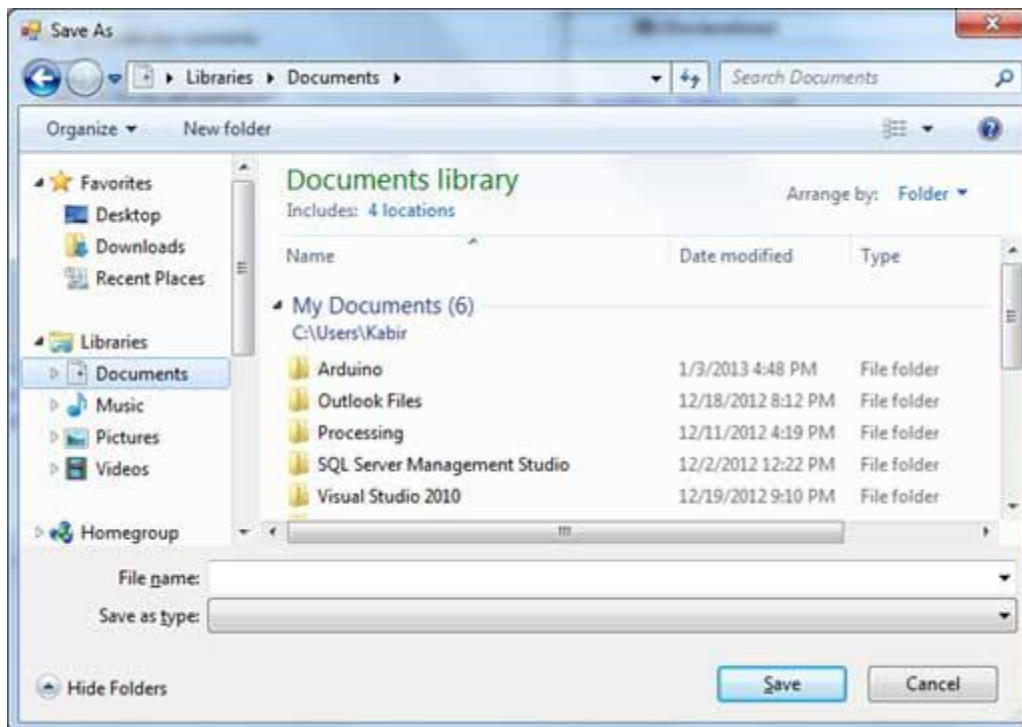 Save As
Libraries Documents
Search Documents
Organize New folder
Favorites
Desktop
Downloads
Recent Places
Libraries
Documents
Music
Pictures
Videos
Homegroup
Documents library
Includes: 4 locations
Arrange by: Folder
Name Date modified Type
My Documents (6)
C:\Users\Kabir
Arduino 1/3/2013 4:48 PM File folder
Outlook Files 12/18/2012 8:12 PM File folder
Processing 12/11/2012 4:19 PM File folder
SQL Server Management Studio 12/2/2012 12:22 PM File folder
Visual Studio 2010 12/19/2012 9:10 PM File folder
File name:
Save as type:
Hide Folders
Save Cancel